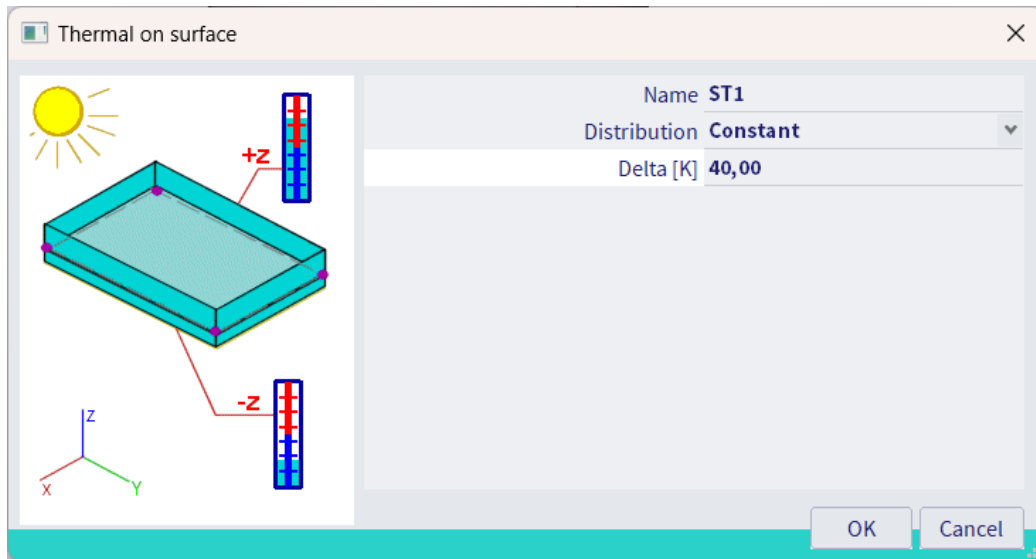 Thermal on surface
Name ST1
Distribution Constant
Delta [K] 40,00
+z
-z
Z
X
Y
OK
Cancel